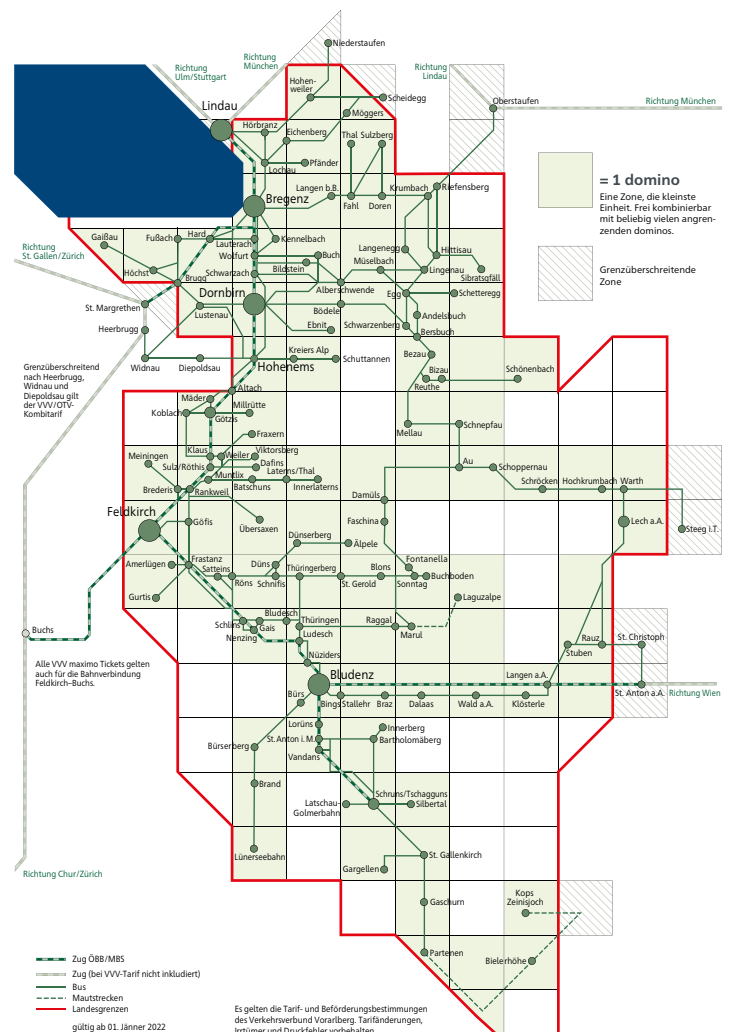 Niederstaufen
Richtung
München
Richtung
Ulm/Stuttgart
Richtung
Lindau
Hohen-
weiler
Scheidegg
Oberstaufen
Richtung München
Lindau
Möggers
Hörbranz
Eichenberg
Thal
Sulzberg
Lochau
Pfänder
= 1 domino
Eine Zone, die kleinste
Einheit. Frei kombinierbar
mit beliebig vielen angren-
zenden dominos.
Langen b.B.
Krumbach
Riefensberg
Bregenz
Fahl
Doren
Gaißau
Fußach
Hard
Lauterach
Kennelbach
Richtung
St. Gallen/Zürich
Wolfurt
Buch
Langenegg
Hittisau
Grenzüberschreitende
Zone
Höchst
Schwarzach
Bildstein
Müselbach
Lingenau
Sibratsgfäll
Brugg
Alberschwende
Dornbirn
Egg
Schetteregg
St. Margrethen
Lustenau
Bödele
Andelsbuch
Heerbrugg
Ebnit
Schwarzenberg
Bersbuch
Kreiers Alp
Schuttannen
Bezau
Widnau
Diepoldsau
Hohenems
Grenzüberschreitend
nach Heerbrugg,
Widnau und
Diepoldsau gilt
der VVV/OTV-
Kombitarif
Bizau
Schönenbach
Reuthe
Altach
Mäder
Millrütte
Koblach
Götzis
Mellau
Schnepfau
Fraxern
Klaus
Weiler
Viktorsberg
Meiningen
Sulz/Röthis
Dafins
Au
Schoppernau
Muntlix
Laterns/Thal
Batschuns
Innerlaterns
Schröcken
Hochkrumbach
Warth
Brederis
Rankweil
Damüls
Feldkirch
Göfis
Übersaxen
Faschina
Lech a.A.
Steeg i.T.
Dünserberg
Älpele
Amerlügen
Frastanz
Satteins
Düns
Thüringerberg
Blons
Fontanella
Röns
Schnifis
St. Gerold
Sonntag
Buchboden
Gurtis
Laguzalpe
Bludesch
Thüringen
Raggal
Marul
Schlins
Gais
Nenzing
Ludesch
Buchs
Rauz
St. Christoph
Nüziders
Stuben
Alle VVV maximo Tickets gelten
auch für die Bahnverbindung
Feldkirch–Buchs.
Bludenz
Langen a.A.
St. Anton a.A.
Richtung Wien
Bürs
Bings
Stallehr
Braz
Dalaas
Wald a.A.
Klösterle
Lorüns
Innerberg
St. Anton i. M.
Bartholomäberg
Bürserberg
Vandans
Brand
Schruns/Tschagguns
Latschau-
Golmerbahn
Silbertal
Lünerseebahn
St. Gallenkirch
Gargellen
Richtung Chur/Zürich
Kops
Zeinisjoch
Gaschurn
Partenen
Bielerhöhe
Zug ÖBB/MBS
Zug (bei VVV-Tarif nicht inkludiert)
Bus
Mautstrecken
Landesgrenzen
gültig ab 01. Jänner 2022
Es gelten die Tarif- und Beförderungsbestimmungen
des Verkehrsverbund Vorarlberg. Tarifänderungen,
Irrtümer und Druckfehler vorbehalten.